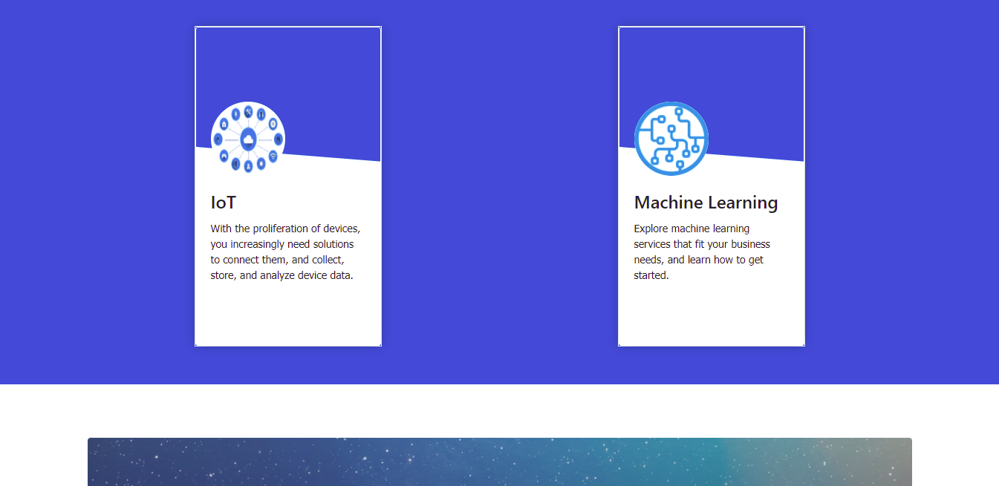 IoT
With the proliferation of devices,
you increasingly need solutions
to connect them, and collect,
store, and analyze device data.
Machine Learning
Explore machine learning
services that fit your business
needs, and learn how to get
started.